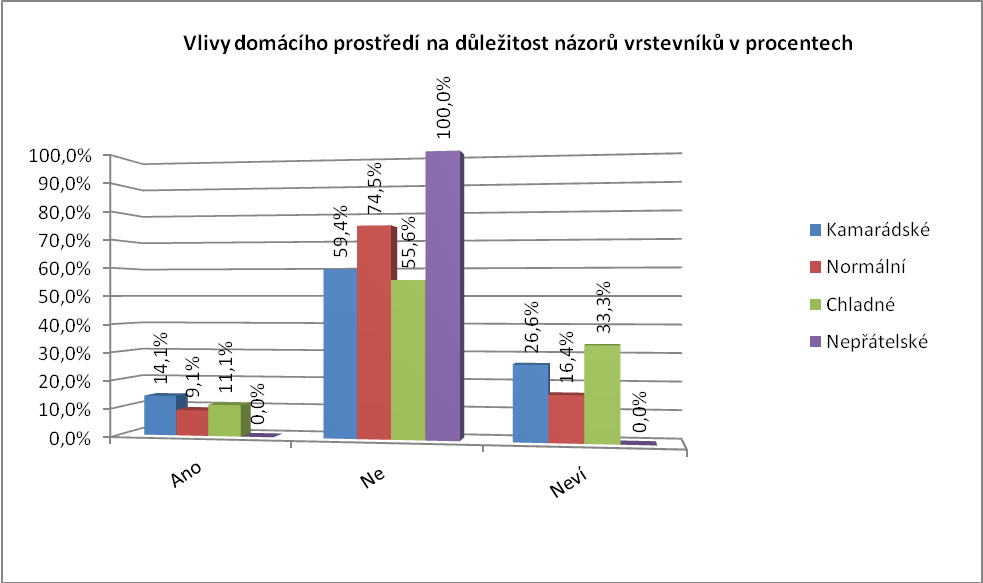 Vlivy domácího prostředí na důležitost názorů vrstevníků v procentech
100,0%
90,0%
80,0%
70,0%
60,0%
50,0%
40,0%
30,0%
20,0%
10,0%
0,0%
14,1%
9,1%
11,1%
0,0%
59,4%
74,5%
55,6%
100,0%
26,6%
16,4%
33,3%
0,0%
Ano
Ne
Neví
Kamarádské
Normální
Chladné
Nepřátelské